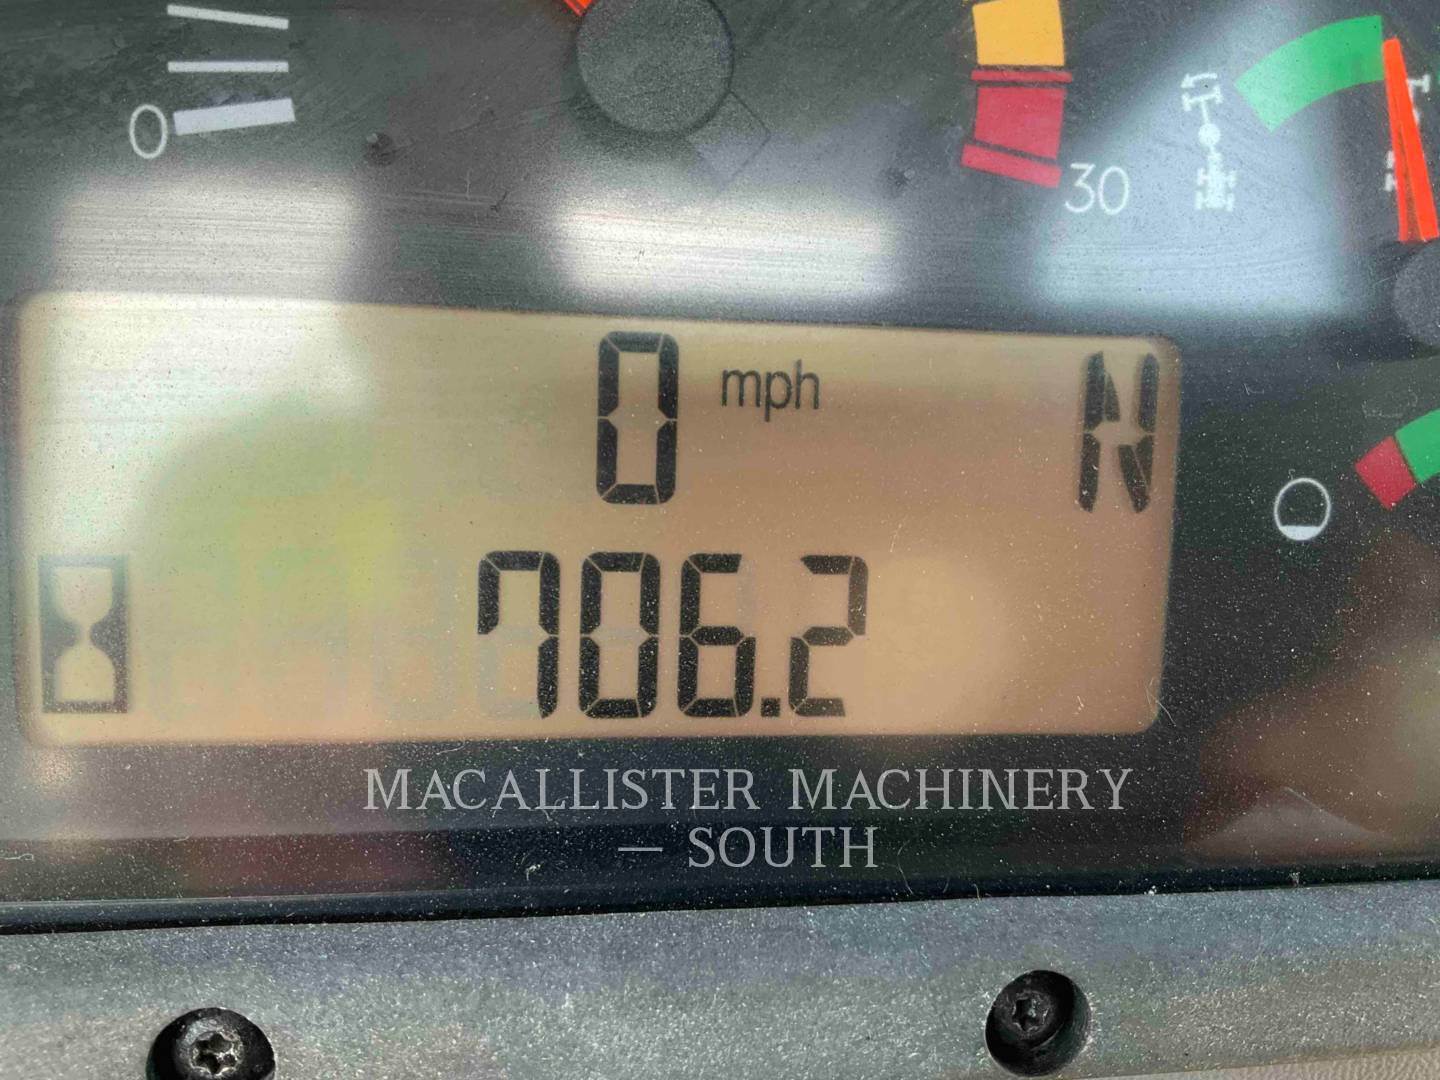 0
30
0 mph N
706.2
MACALLISTER MACHINERY
— SOUTH